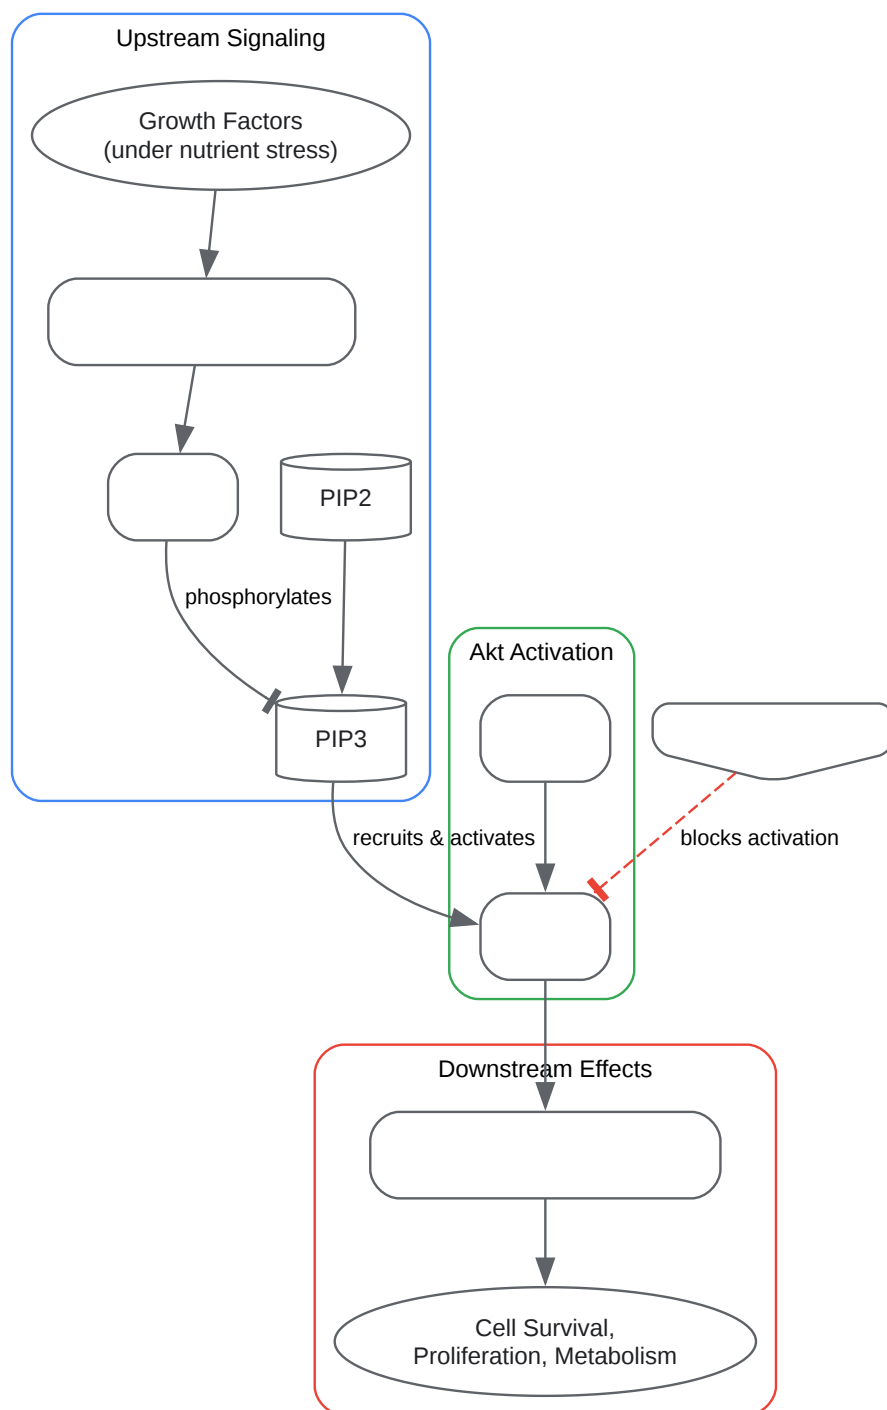 Upstream Signaling
Growth Factors
(under nutrient stress)
PIP2
phosphorylates
Akt Activation
PIP3
recruits & activates
blocks activation
Downstream Effects
Cell Survival,
Proliferation, Metabolism